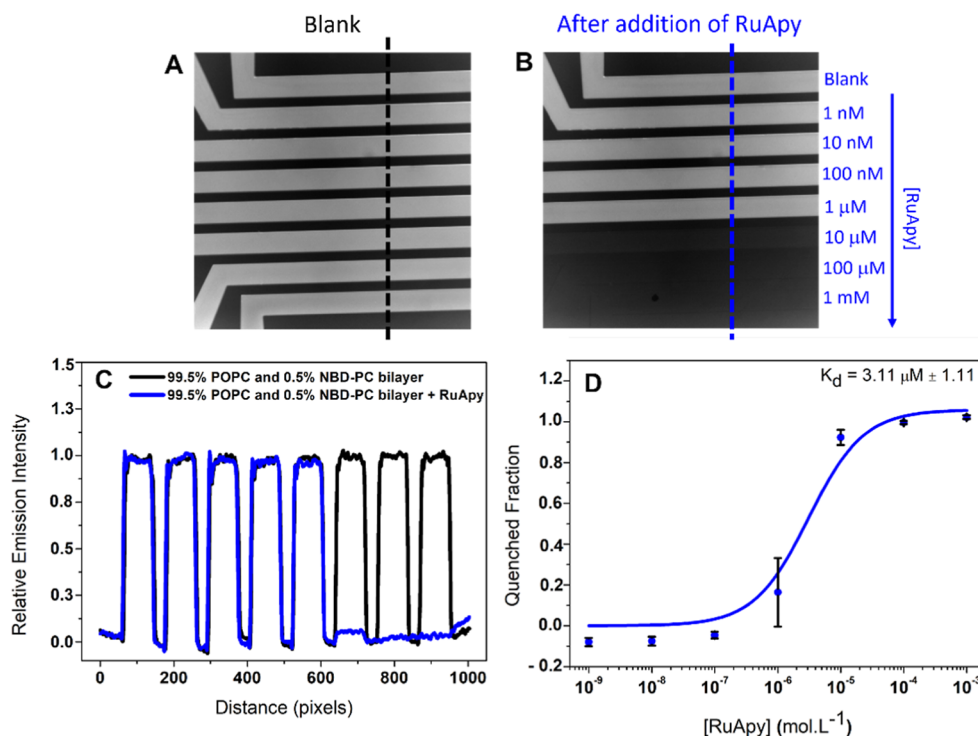 Blank
After addition of RuApy
A
B
Blank
1 nM
10 nM
100 nM
1 μM
10 μM
100 μM
1 mM
[RuApy]
C
99.5% POPC and 0.5% NBD-PC bilayer
99.5% POPC and 0.5% NBD-PC bilayer + RuApy
1.5
1.3
1.0
0.8
0.5
0.3
0.0
Relative Emission Intensity
0 200 400 600 800 1000
Distance (pixels)
D
K_d = 3.11 μM ± 1.11
1.2
1.0
0.8
0.6
0.4
0.2
0.0
- 0.2
Quenched Fraction
10⁻⁹ 10⁻⁸ 10⁻⁷ 10⁻⁶ 10⁻⁵ 10⁻⁴ 10⁻³
[RuApy] (mol.L⁻¹)